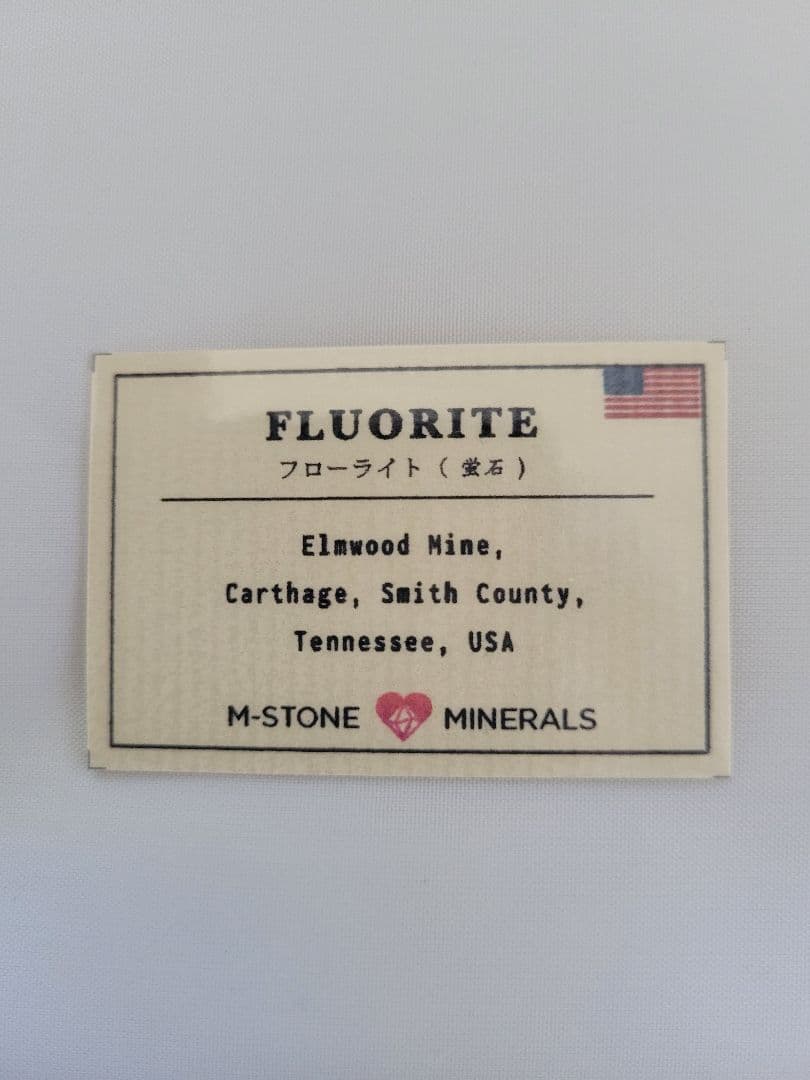 FLUORITE
フローライト ( 蛍石 )
Elmwood Mine,
Carthage, Smith County,
Tennessee, USA
M-STONE MINERALS